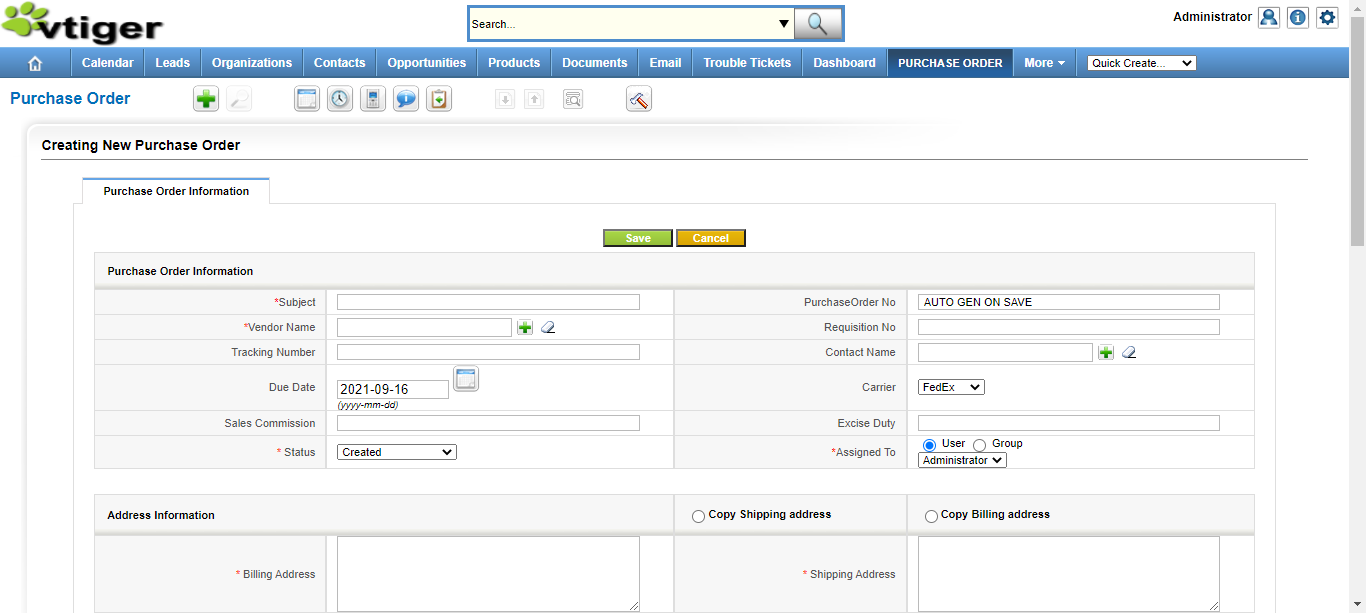 vtiger
Search...
Administrator
Calendar Leads Organizations Contacts Opportunities Products Documents Email Trouble Tickets Dashboard PURCHASE ORDER More Quick Create...
Purchase Order
Creating New Purchase Order
Purchase Order Information
Save Cancel
Purchase Order Information
*Subject PurchaseOrder No AUTO GEN ON SAVE
*Vendor Name Requisition No
Tracking Number Contact Name
Due Date 2021-09-16 Carrier FedEx
(yyyy-mm-dd)
Sales Commission Excise Duty
* Status Created *Assigned To User Group
Administrator
Address Information Copy Shipping address Copy Billing address
* Billing Address * Shipping Address